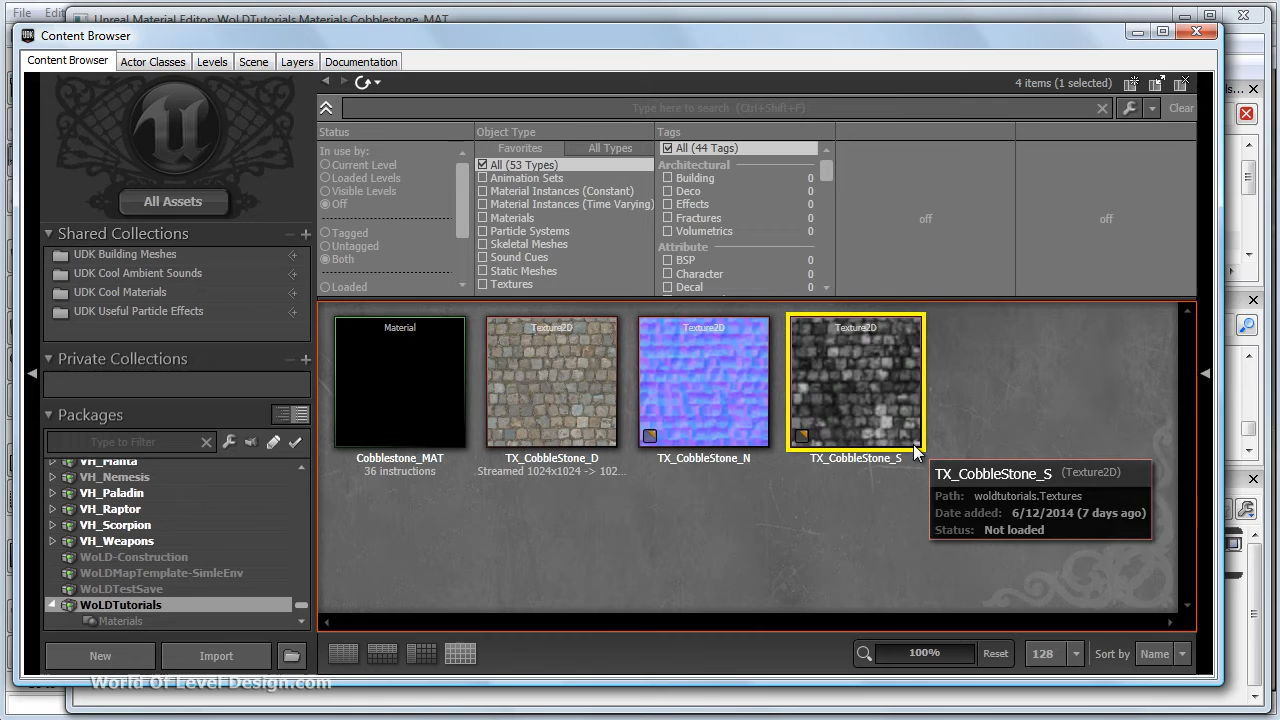 File Edit
Unreal Material Editor: WoLDTutorials.Materials.Cobblestone_MAT
Content Browser
Content Browser Actor Classes Levels Scene Layers Documentation
4 items (1 selected)
Type here to search (Ctrl+Shift+F)
Clear
All Assets
Status
In use by:
Current Level
Loaded Levels
Visible Levels
Off
Tagged
Untagged
Both
Loaded
Object Type
Favorites All Types
All (53 Types)
Animation Sets
Material Instances (Constant)
Material Instances (Time Varying)
Materials
Particle Systems
Skeletal Meshes
Sound Cues
Static Meshes
Textures
Tags
All (44 Tags)
Architectural
Building 0
Deco 0
Effects 0
Fractures 0
Volumetrics 0
Attribute
BSP 0
Character 0
Decal 0
off
off
Shared Collections
UDK Building Meshes
UDK Cool Ambient Sounds
UDK Cool Materials
UDK Useful Particle Effects
Private Collections
Packages
Type to Filter
VH_Manta
VH_Nemesis
VH_Paladin
VH_Raptor
VH_Scorpion
VH_Weapons
WoLD-Construction
WoLDMapTemplate-SimleEnv
WoLDTestSave
WoLDTutorials
Materials
New Import
Material
Cobblestone_MAT
36 instructions
Texture2D
TX_CobbleStone_D
Streamed 1024x1024 -> 102...
Texture2D
TX_CobbleStone_N
Texture2D
TX_CobbleStone_S
TX_CobbleStone_S (Texture2D)
Path: woldtutorials.Textures
Date added: 6/12/2014 (7 days ago)
Status: Not loaded
100% Reset 128 Sort by Name
World Of Level Design.com